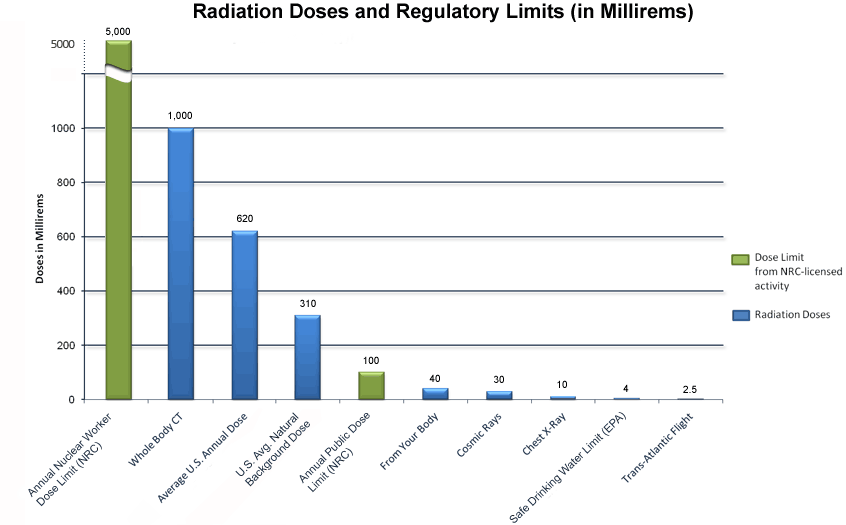 Radiation Doses and Regulatory Limits (in Millirems)
5,000
5000
1,000
1000
800
620
600
Doses in Millirems
400
310
200
100
40
30
10
4
2.5
0
Dose Limit
from NRC-licensed
activity
Radiation Doses
Annual Nuclear Worker
Dose Limit (NRC)
Whole Body CT
Average U.S. Annual Dose
U.S. Avg. Natural
Background Dose
Annual Public Dose
Limit (NRC)
From Your Body
Cosmic Rays
Chest X-Ray
Safe Drinking Water Limit (EPA)
Trans-Atlantic Flight